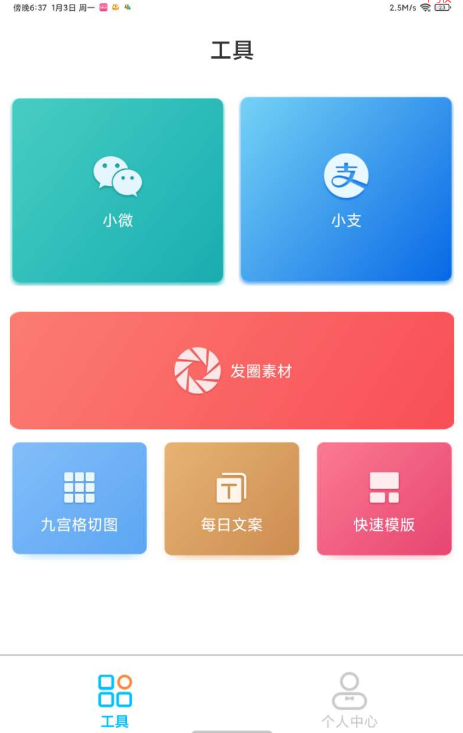 傍晚6:37 1月3日 周一
2.5M/s
工具
小微
支
小支
发圈素材
T
九宫格切图
每日文案
快速模版
工具
个人中心